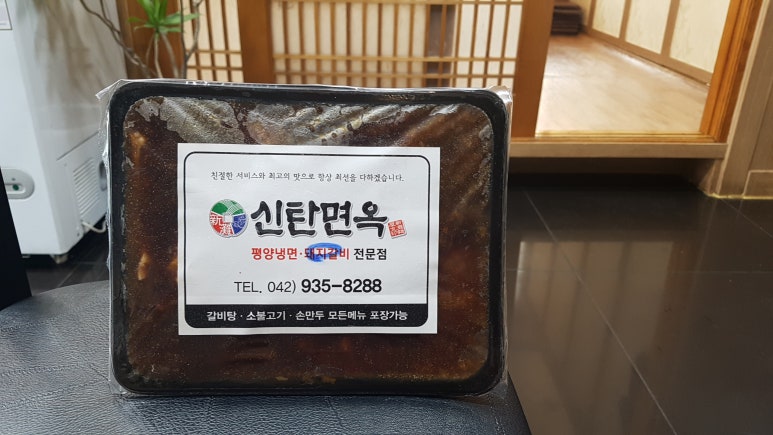 친절한 서비스와 최고의 맛으로 항상 최선을 다하겠습니다.
신탄면옥
평양냉면·돼지갈비 전문점
TEL. 042) 935-8288
갈비탕 · 소불고기 · 손만두 모든메뉴 포장가능